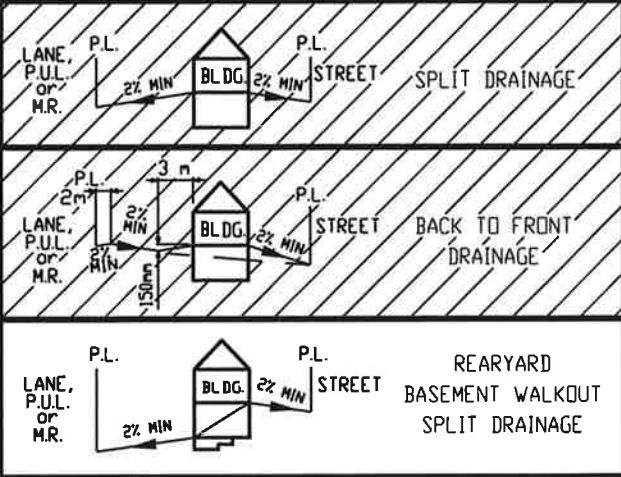 P.L.
P.L.
LANE,
P.U.L.
or
M.R.
2% MIN
BLDG.
2% MIN
STREET
SPLIT DRAINAGE
3 m
P.L.
2m
P.L.
LANE,
P.U.L.
or
M.R.
2% MIN
2% MIN
150mm
BLDG.
2% MIN
STREET
BACK TO FRONT
DRAINAGE
P.L.
P.L.
LANE,
P.U.L.
or
M.R.
2% MIN
BLDG.
2% MIN
STREET
REARYARD
BASEMENT WALKOUT
SPLIT DRAINAGE